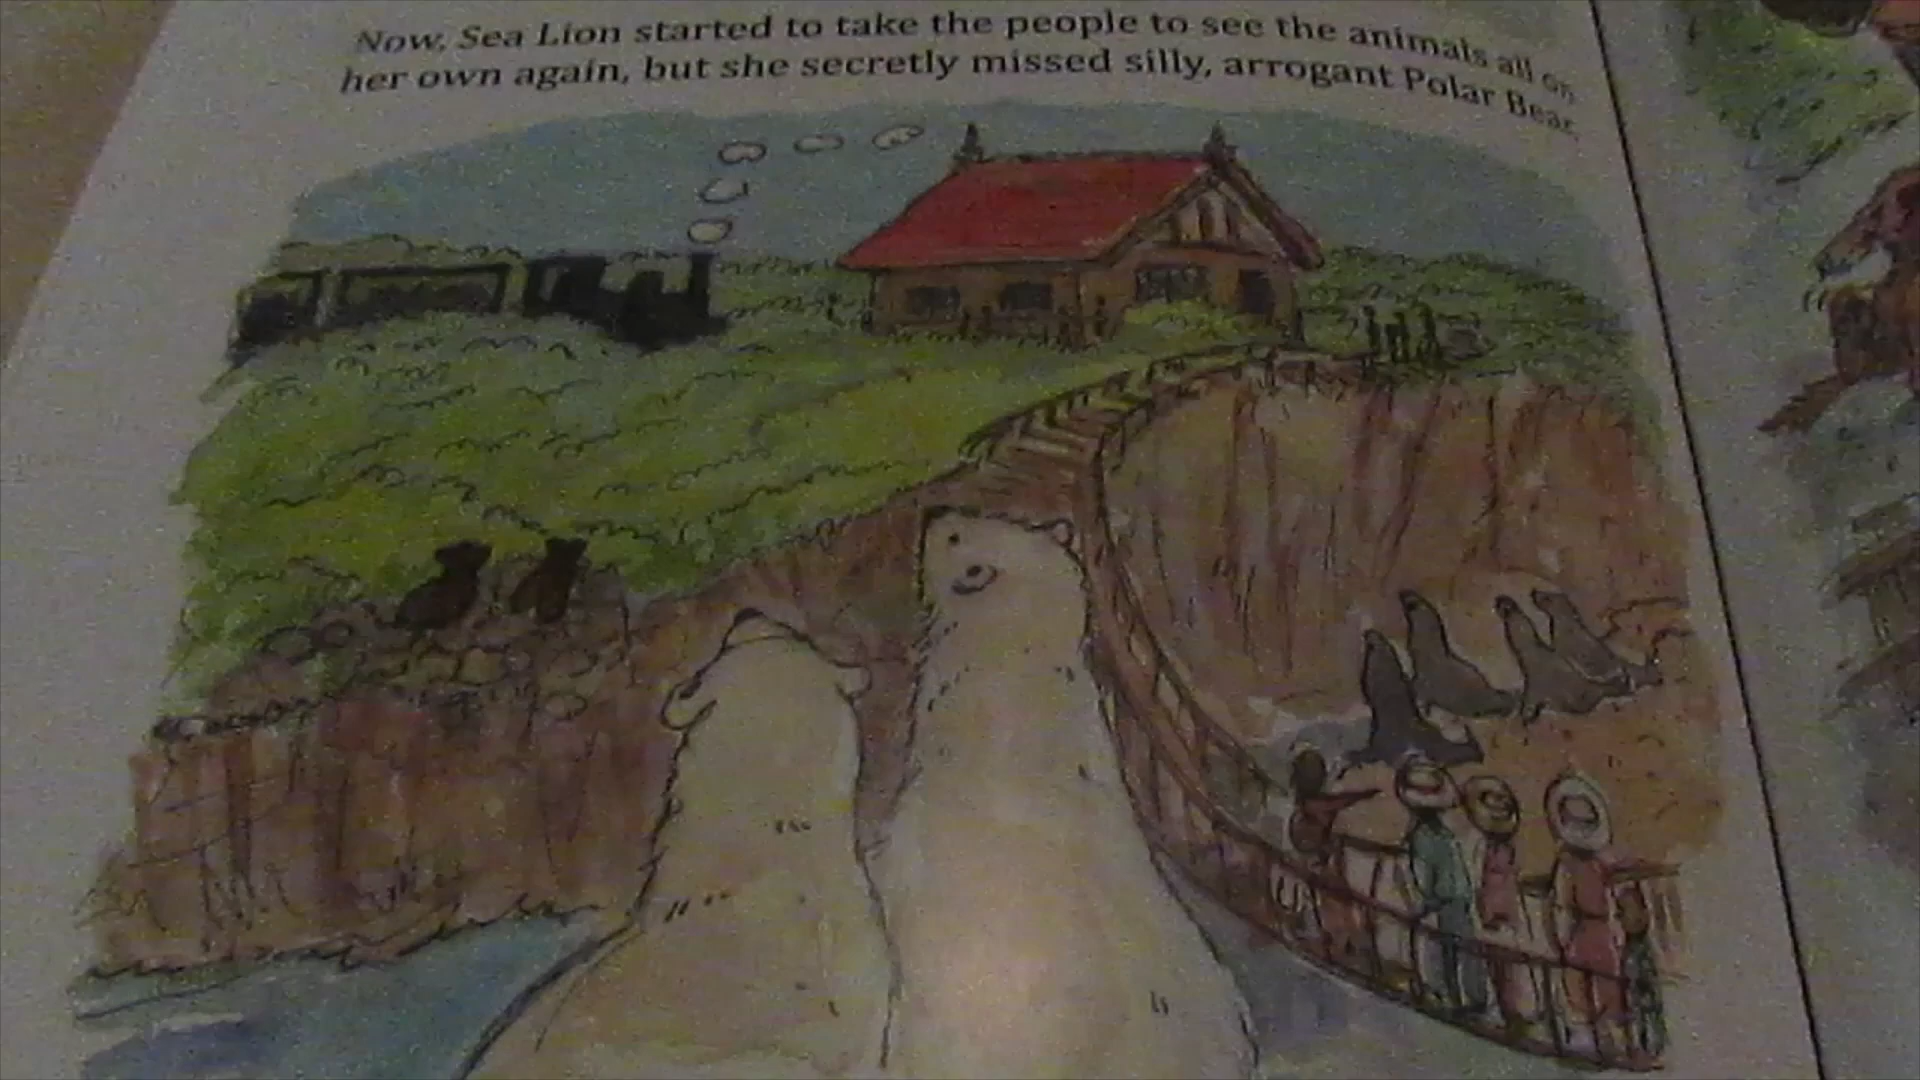 Now, Sea Lion started to take the people to see the animals all on
her own again, but she secretly missed silly, arrogant Polar Bear.